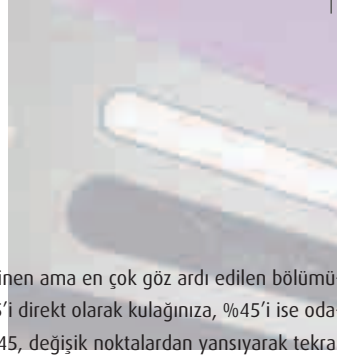 inen ama en çok göz ardı edilen bölümü-
'i direkt olarak kulağınıza, %45'i ise oda-
45, değişik noktalardan yansıyarak tekra